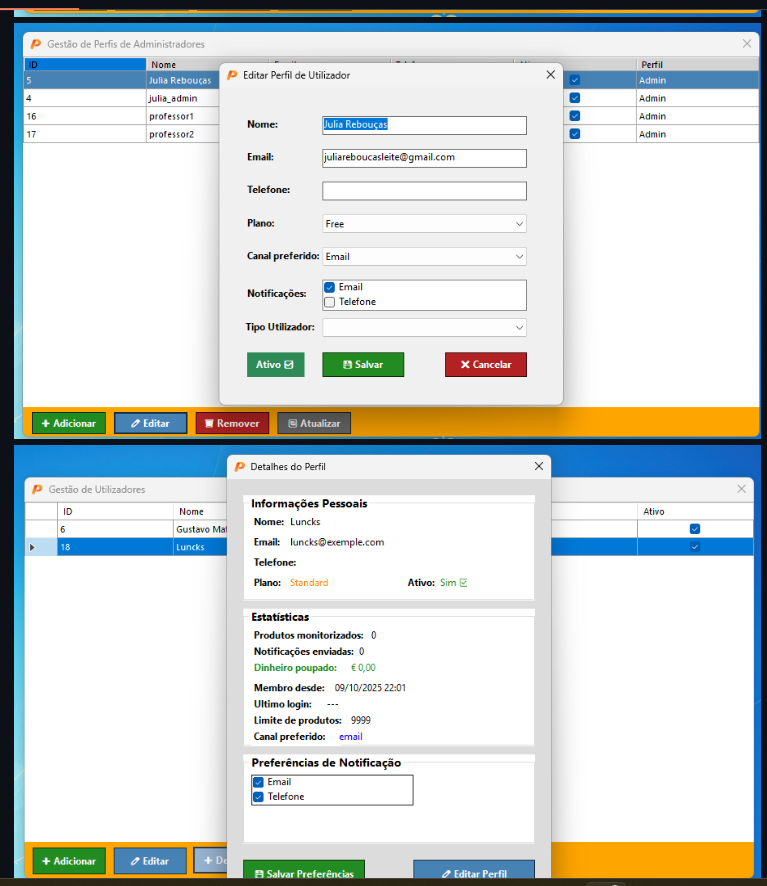 Gestão de Perfis de Administradores
ID Nome Perfil
5 Julia Rebouças Admin
4 julia_admin Admin
16 professor1 Admin
17 professor2 Admin
Editar Perfil de Utilizador
Nome: Julia Rebouças
Email: juliareboucasleite@gmail.com
Telefone:
Plano: Free
Canal preferido: Email
Notificações: Email
Telefone
Tipo Utilizador:
Ativo Salvar Cancelar
Adicionar Editar Remover Atualizar
Gestão de Utilizadores
ID Nome Ativo
6 Gustavo Mat
18 Luncks
Detalhes do Perfil
Informações Pessoais
Nome: Luncks
Email: luncks@exemple.com
Telefone:
Plano: Standard Ativo: Sim
Estatísticas
Produtos monitorizados: 0
Notificações enviadas: 0
Dinheiro poupado: € 0,00
Membro desde: 09/10/2025 22:01
Ultimo login: ---
Limite de produtos: 9999
Canal preferido: email
Preferências de Notificação
Email
Telefone
Salvar Preferências Editar Perfil
Adicionar Editar